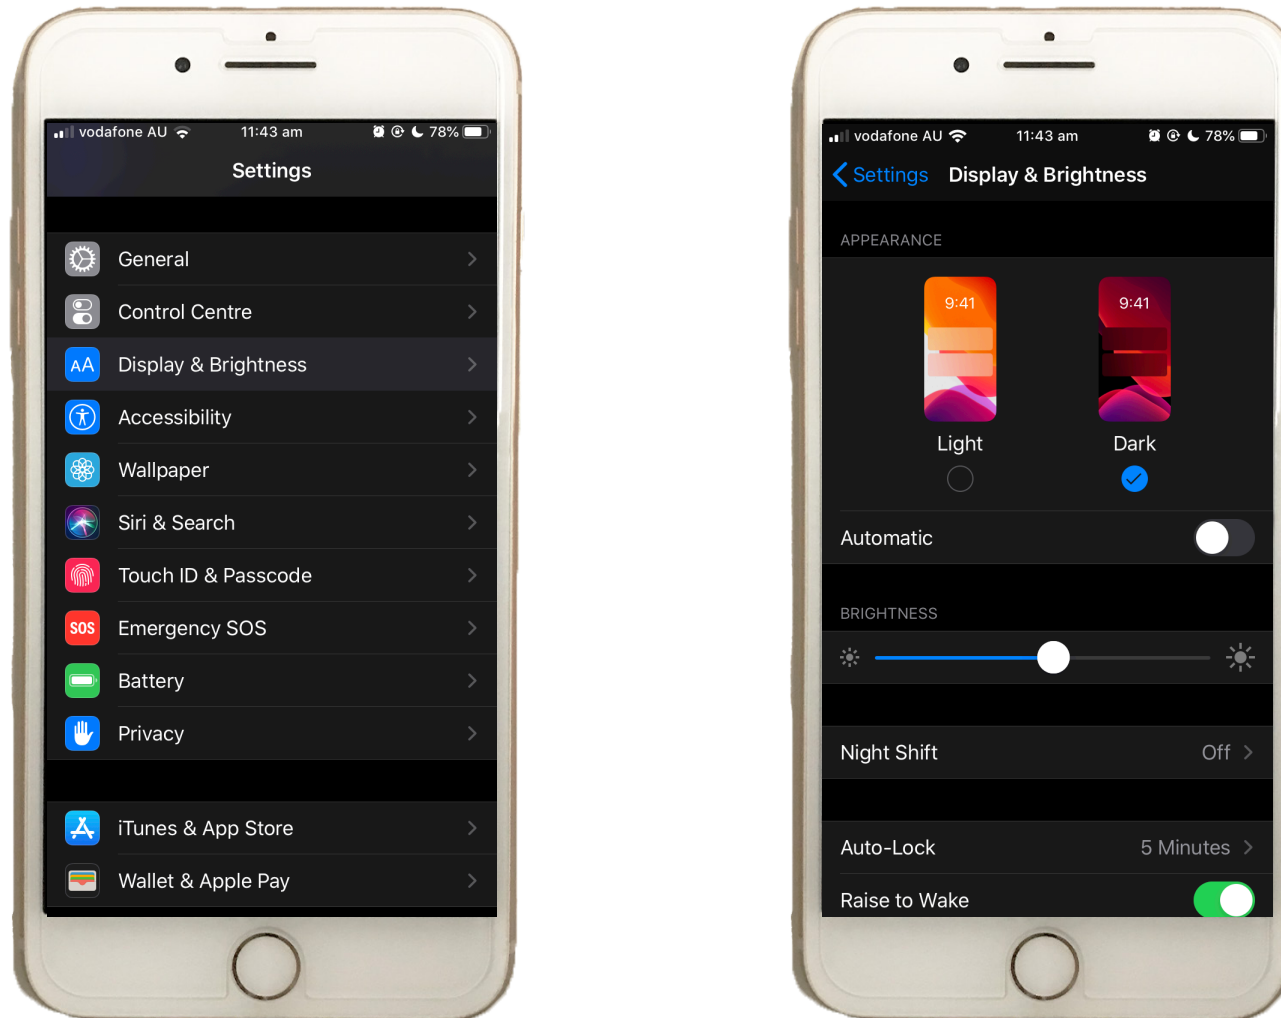 vodafone AU 11:43 am 78%
Settings
General
Control Centre
AA Display & Brightness
Accessibility
Wallpaper
Siri & Search
Touch ID & Passcode
SOS Emergency SOS
Battery
Privacy
iTunes & App Store
Wallet & Apple Pay
vodafone AU 11:43 am 78%
Settings Display & Brightness
APPEARANCE
9:41 9:41
Light Dark
Automatic
BRIGHTNESS
Night Shift Off
Auto-Lock 5 Minutes
Raise to Wake